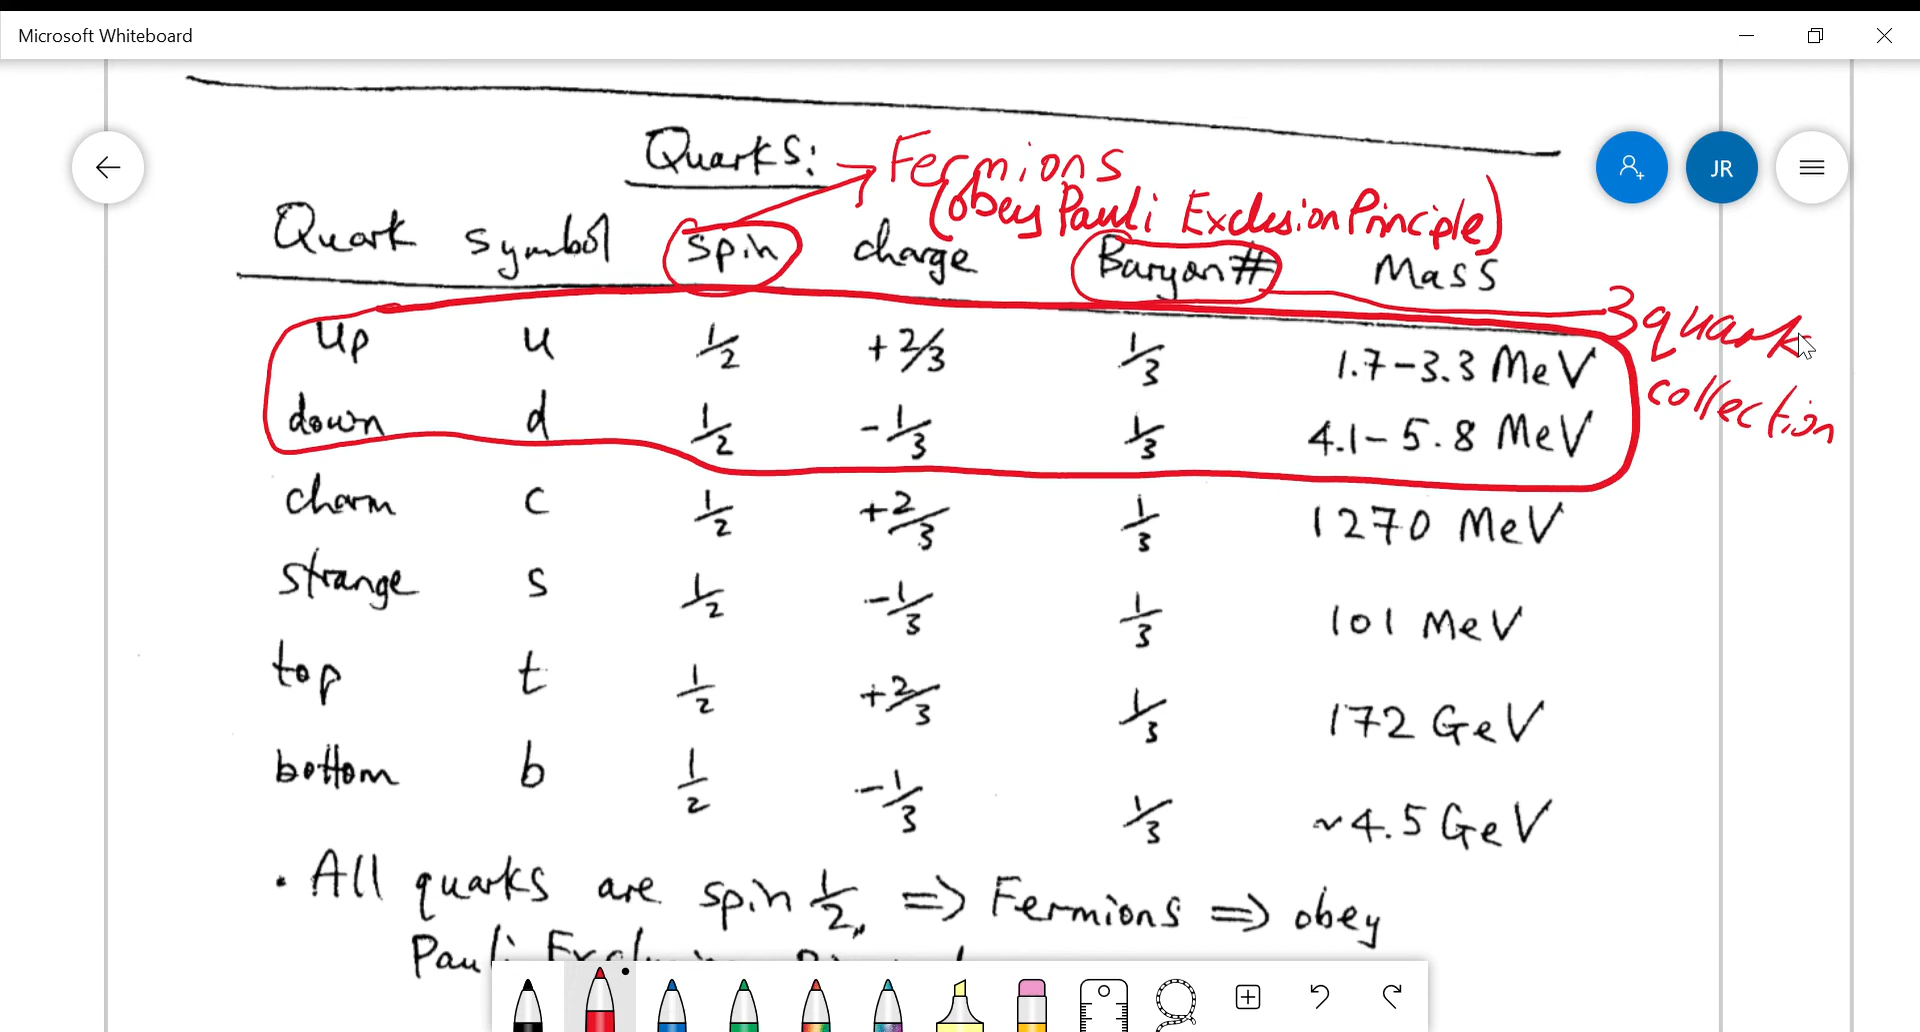 Microsoft Whiteboard
Quarks: Fermions
(obey Pauli Exclusion Principle)
JR
Quark symbol spin charge Baryon# Mass
up u 1/2 +2/3 1/3 1.7-3.3 MeV
3 quark
collection
down d 1/2 -1/3 1/3 4.1-5.8 MeV
charm c 1/2 +2/3 1/3 1270 MeV
strange s 1/2 -1/3 1/3 101 MeV
top t 1/2 +2/3 1/3 172 GeV
bottom b 1/2 -1/3 1/3 ~4.5 GeV
• All quarks are spin 1/2, => Fermions => obey
Pauli